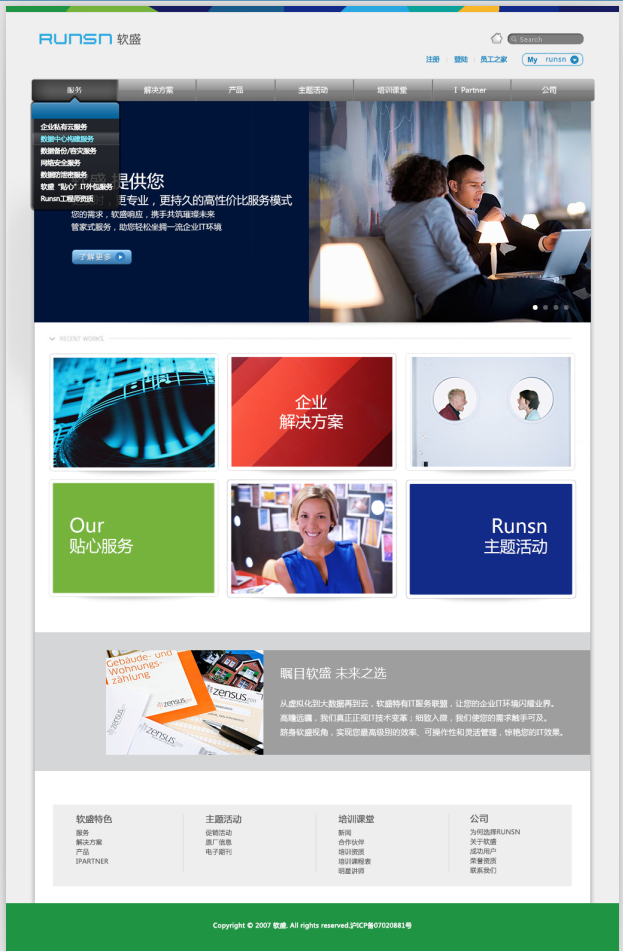 RUNSN 软盛
Search
注册 登陆 员工之家 My runsn
服务 解决方案 产品 主题活动 培训课堂 I Partner 公司
企业私有云服务
数据中心构建服务
数据备份/容灾服务
网络安全服务
数据防泄密服务
软盛“贴心”IT外包服务
Runsn工程师资质
提供您
更专业，更持久的高性价比服务模式
您的需求，软盛响应，携手共筑璀璨未来
管家式服务，助您轻松坐拥一流企业IT环境
了解更多
RECENT WORKS
企业
解决方案
Our
贴心服务
Runsn
主题活动
Gebäude- und
Wohnungs-
zählung
zensus
zensus
zensus
瞩目软盛 未来之选
从虚拟化到大数据再到云，软盛特有IT服务联盟，让您的企业IT环境闪耀业界。
高瞻远瞩，我们真正正视IT技术变革；细致入微，我们使您的需求触手可及。
跻身软盛视角，实现您最高级别的效率、可操作性和灵活管理，惊艳您的IT效果。
软盛特色
服务
解决方案
产品
IPARTNER
主题活动
促销活动
原厂信息
电子期刊
培训课堂
新闻
合作伙伴
培训资质
培训课程表
明星讲师
公司
为何选择RUNSN
关于软盛
成功用户
荣誉资质
联系我们
Copyright © 2007 软盛. All rights reserved.沪ICP备07020881号